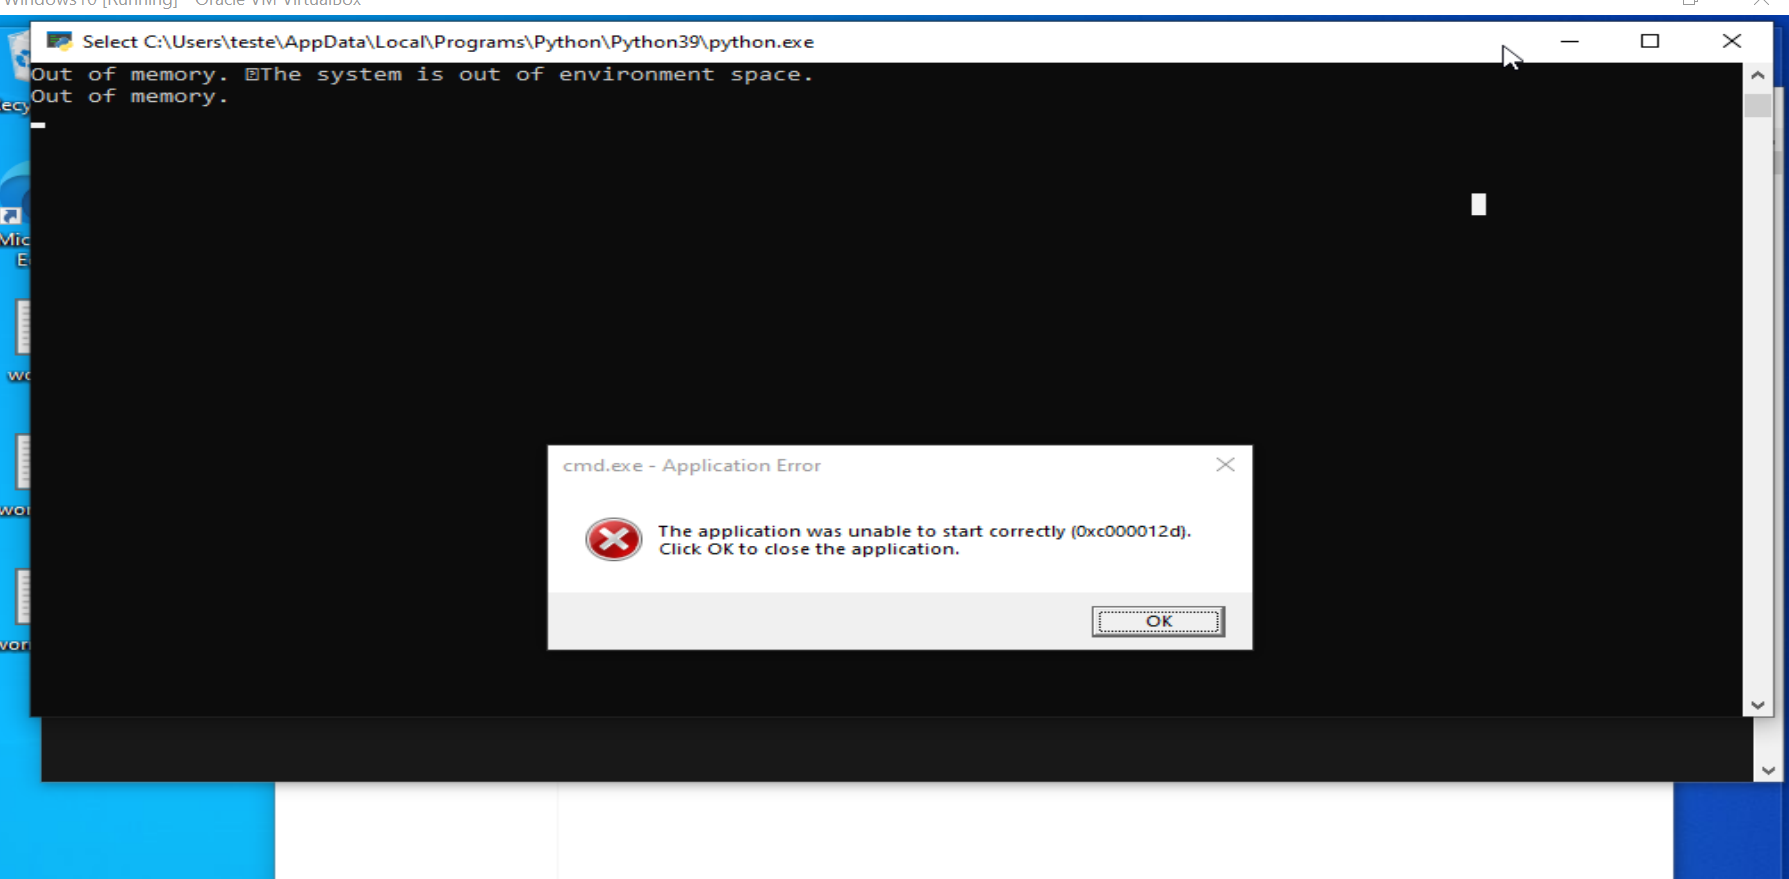 Windows10 [Running] - Oracle VM VirtualBox
Select C:\Users\teste\AppData\Local\Programs\Python\Python39\python.exe
Out of memory. ⍰The system is out of environment space.
Out of memory.
ecy
Mic
E
wo
wor
wor
cmd.exe - Application Error
The application was unable to start correctly (0xc000012d).
Click OK to close the application.
OK